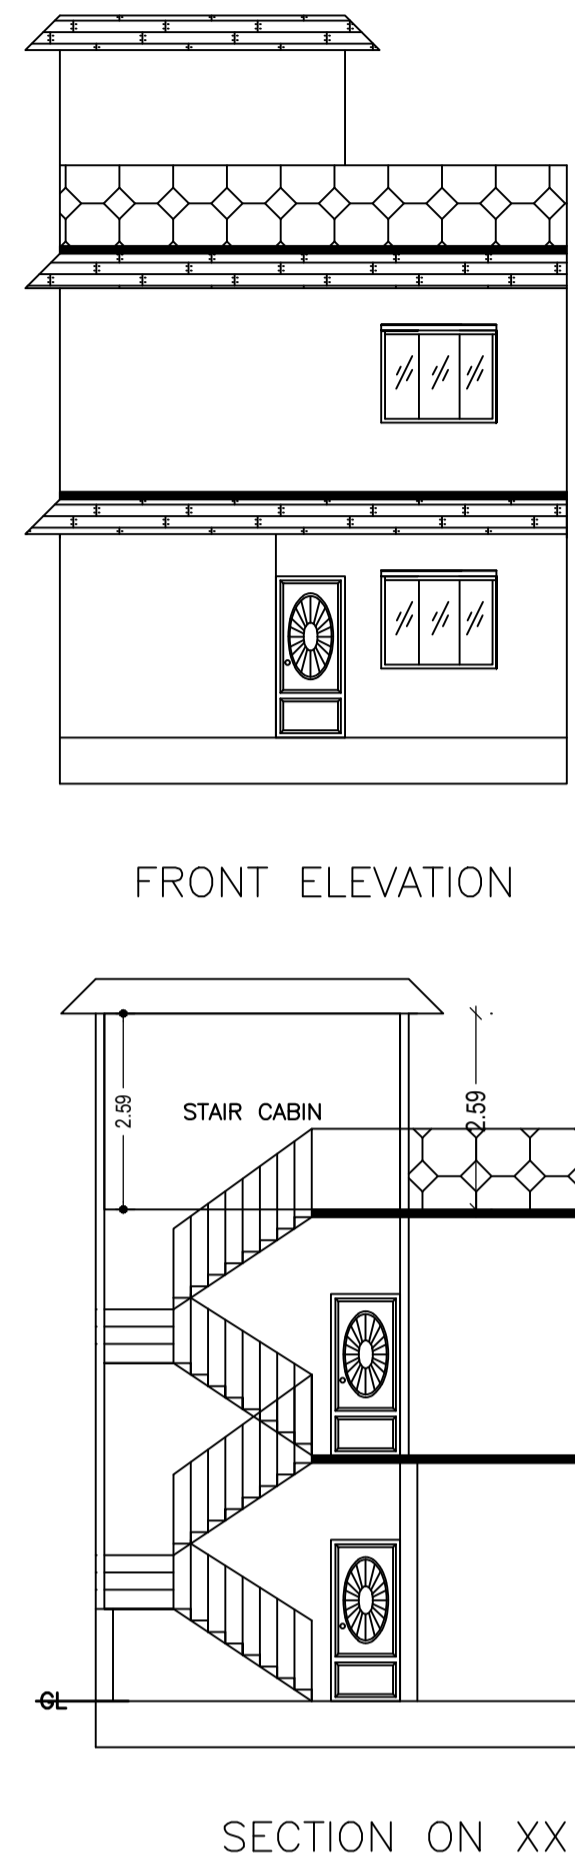 FRONT ELEVATION
2.59
STAIR CABIN
2.59
GL
SECTION ON XX